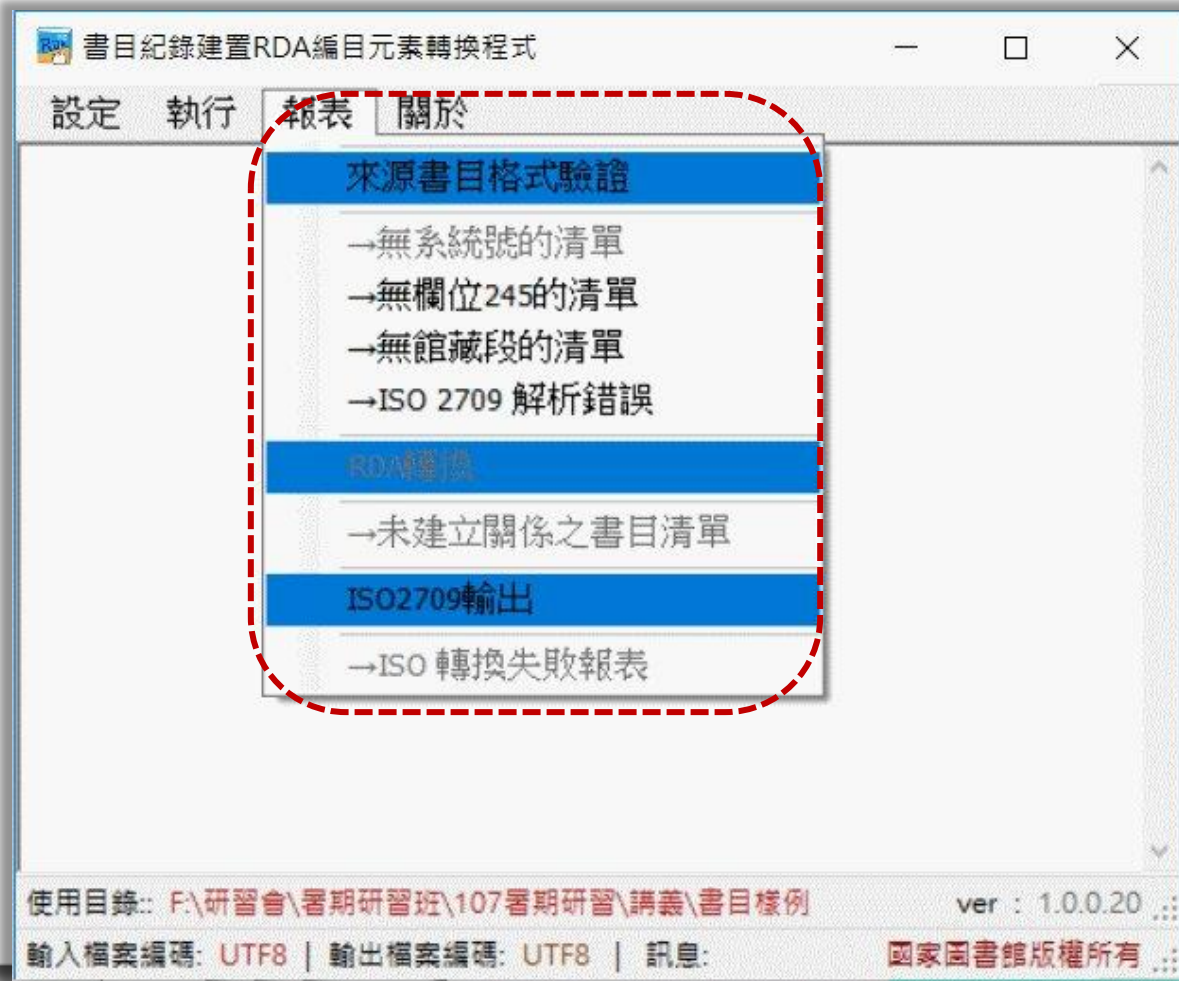 書目紀錄建置RDA編目元素轉換程式
設定 執行 報表 關於
來源書目格式驗證
→無系統號的清單
→無欄位245的清單
→無館藏段的清單
→ISO 2709 解析錯誤
RDA轉換
→未建立關係之書目清單
ISO2709輸出
→ISO 轉換失敗報表
使用目錄:: F:\研習會\署期研習班\107署期研習\講義\書目樣例 ver : 1.0.0.20
輸入檔案編碼: UTF8 | 輸出檔案編碼: UTF8 | 訊息: 國家圖書館版權所有